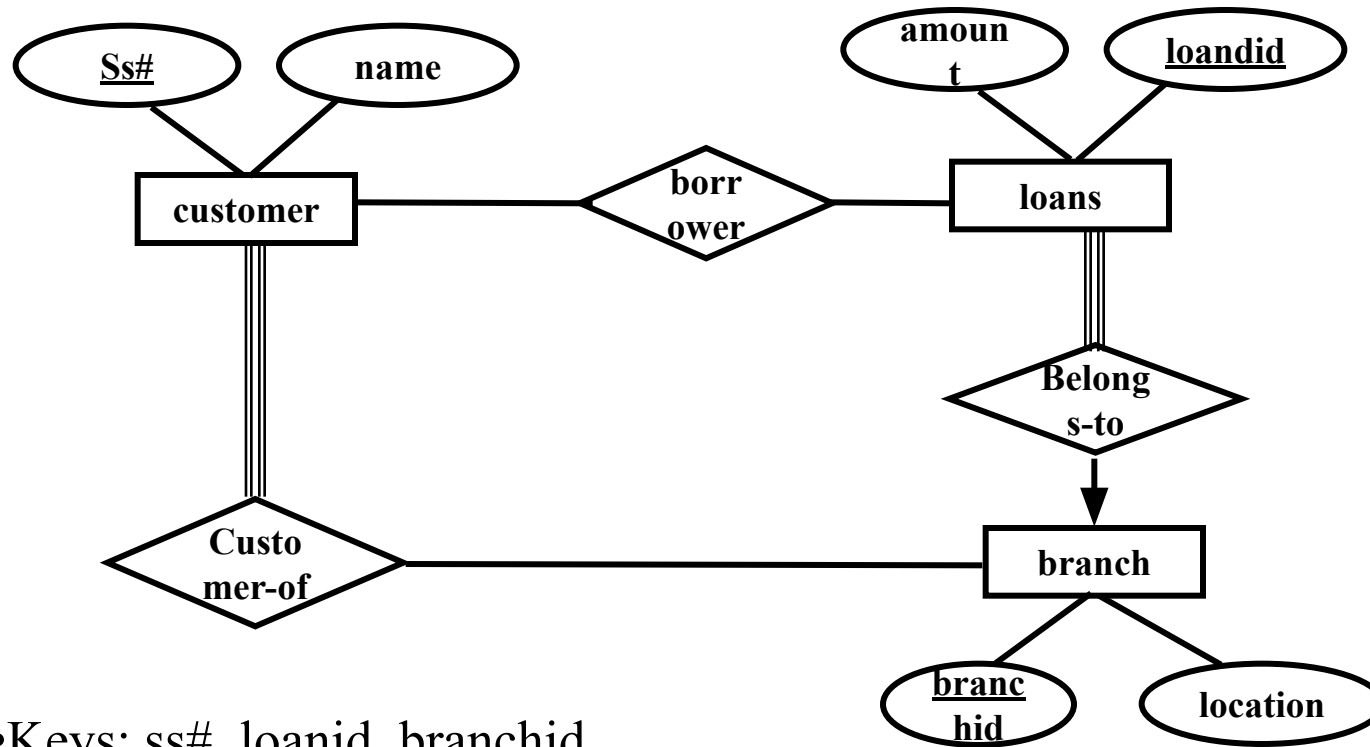 Ss#
name
amoun
t
loandid
customer
borr
ower
loans
Belong
s-to
Custo
mer-of
branch
branc
hid
location
•Keys: ss#, loanid, branchid